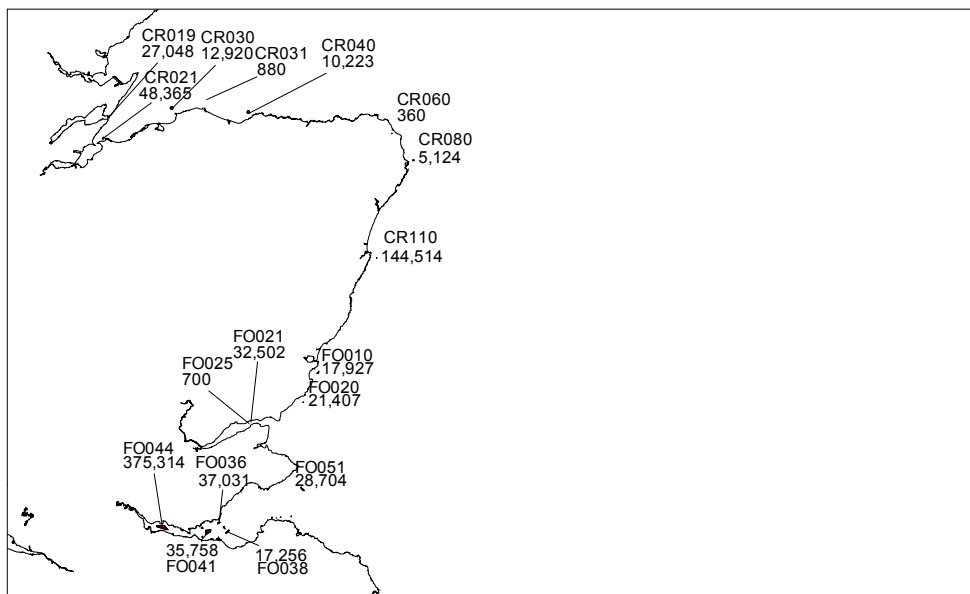 CR019
27,048
CR030
12,920
CR031
880
CR040
10,223
CR021
48,365
CR060
360
CR080
5,124
CR110
144,514
FO021
32,502
FO010
17,927
FO025
700
FO020
21,407
FO044
375,314
FO036
37,031
FO051
28,704
35,758
FO041
17,256
FO038